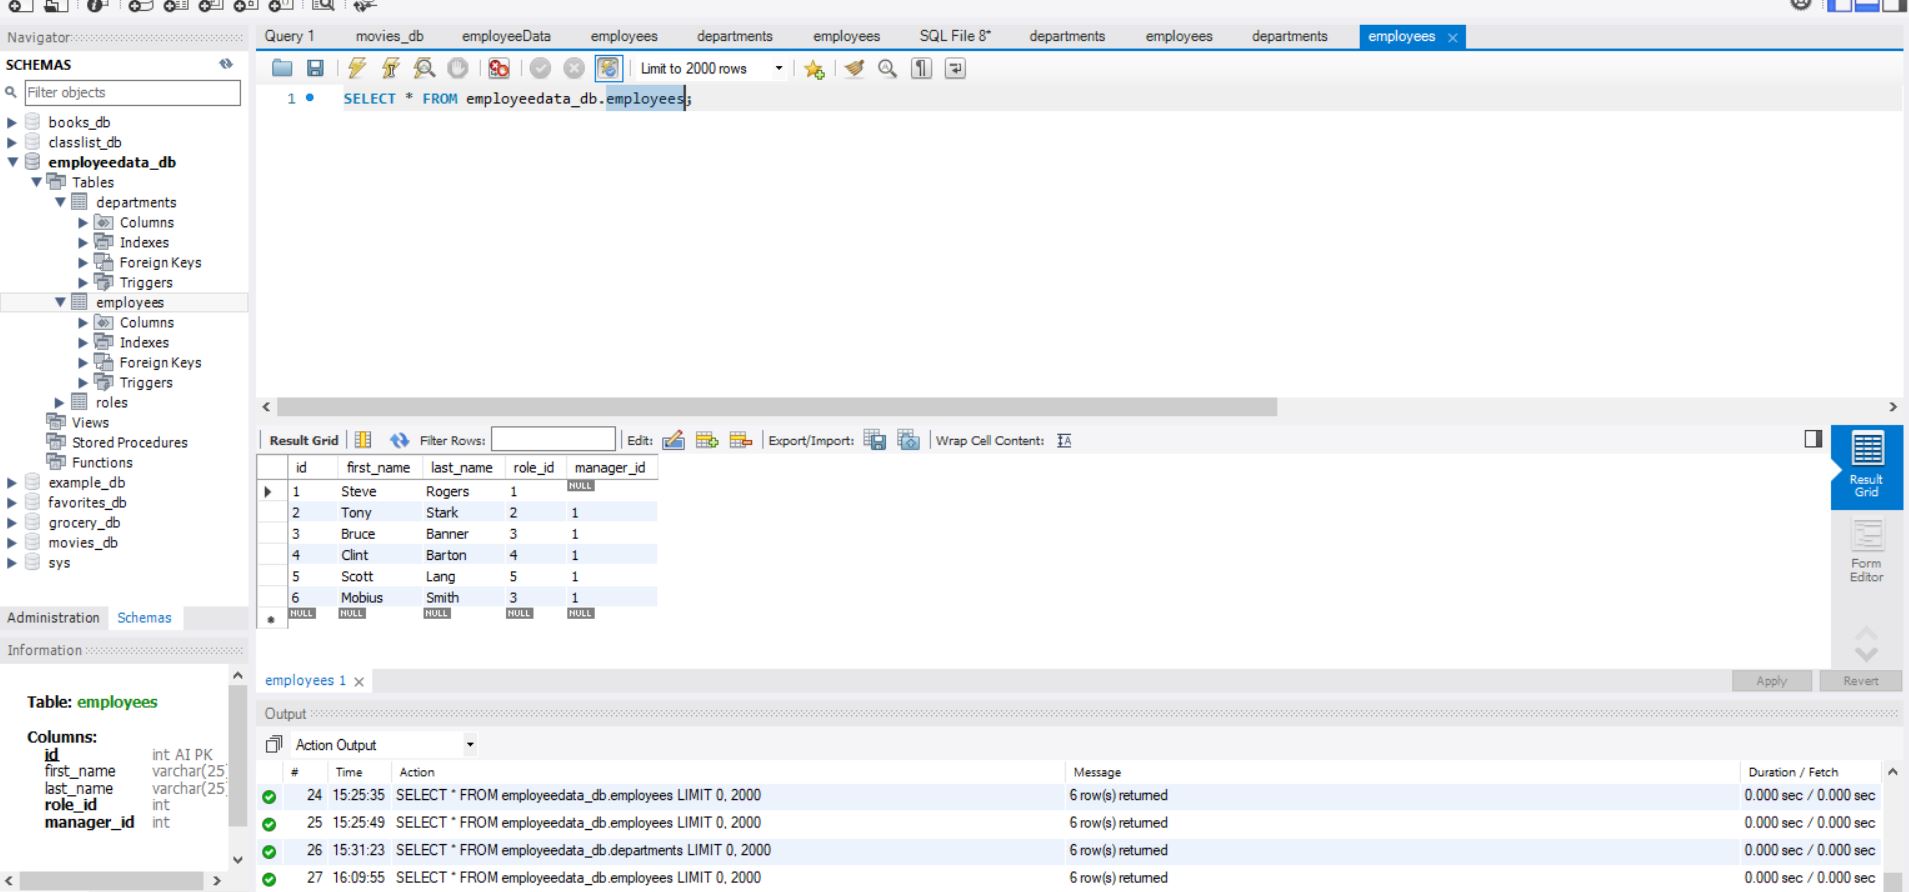 Navigator
SCHEMAS
Filter objects
books_db
classlist_db
employeedata_db
Tables
departments
Columns
Indexes
Foreign Keys
Triggers
employees
Columns
Indexes
Foreign Keys
Triggers
roles
Views
Stored Procedures
Functions
example_db
favorites_db
grocery_db
movies_db
sys
Administration Schemas
Information
Table: employees
Columns:
id int AI PK
first_name varchar(25
last_name varchar(25
role_id int
manager_id int
Query 1 movies_db employeeData employees departments employees SQL File 8* departments employees departments employees
Limit to 2000 rows
1 SELECT * FROM employeedata_db.employees;
Result Grid Filter Rows: Edit: Export/Import: Wrap Cell Content:
id first_name last_name role_id manager_id
1 Steve Rogers 1 NULL
2 Tony Stark 2 1
3 Bruce Banner 3 1
4 Clint Barton 4 1
5 Scott Lang 5 1
6 Mobius Smith 3 1
NULL NULL NULL NULL NULL
Result
Grid
Form
Editor
employees 1 Apply Revert
Output
Action Output
# Time Action Message Duration / Fetch
24 15:25:35 SELECT * FROM employeedata_db.employees LIMIT 0, 2000 6 row(s) returned 0.000 sec / 0.000 sec
25 15:25:49 SELECT * FROM employeedata_db.employees LIMIT 0, 2000 6 row(s) returned 0.000 sec / 0.000 sec
26 15:31:23 SELECT * FROM employeedata_db.departments LIMIT 0, 2000 6 row(s) returned 0.000 sec / 0.000 sec
27 16:09:55 SELECT * FROM employeedata_db.employees LIMIT 0, 2000 6 row(s) returned 0.000 sec / 0.000 sec